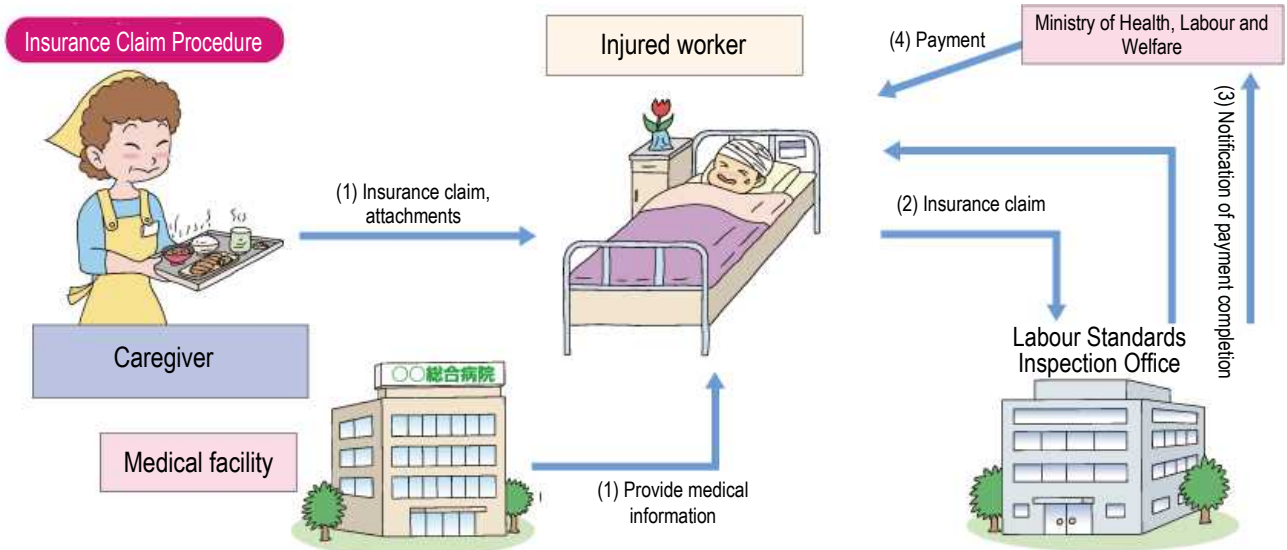 Insurance Claim Procedure
Injured worker
Ministry of Health, Labour and
Welfare
(4) Payment
(3) Notification of payment completion
(1) Insurance claim,
attachments
(2) Insurance claim
Caregiver
Labour Standards
Inspection Office
〇〇総合病院
Medical facility
(1) Provide medical
information